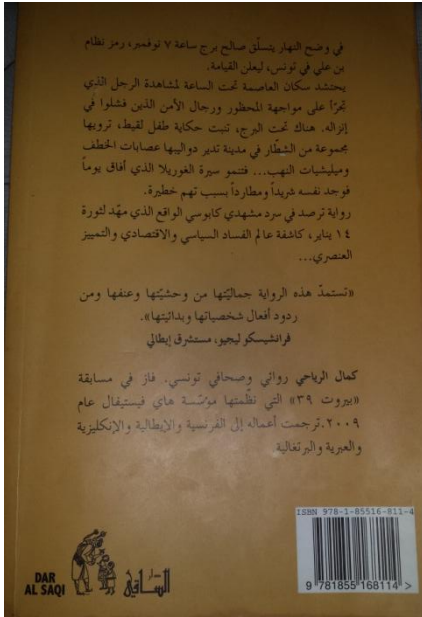 في وضح النهار يتسلّق صالح برج ساعة ٧ نوفمبر، رمز نظام
بن علي في تونس، ليعلن القيامة.
يحتشد سكان العاصمة تحت الساعة لمشاهدة الرجل الذي
تجرّأ على مواجهة المحظور ورجال الأمن الذين فشلوا في
إنزاله. هناك تحت البرج، تنبت حكاية طفل لقيط، ترويها
مجموعة من الشطّار في مدينة تدير دواليبها عصابات الخطف
وميليشيات النهب... فتنمو سيرة الغوريلا الذي أفاق يوماً
فوجد نفسه شريداً ومطارداً بسبب تهم خطيرة.
رواية ترصد في سرد مشهدي كابوسي الواقع الذي مهّد لثورة
١٤ يناير، كاشفة عالم الفساد السياسي والاقتصادي والتمييز
العنصري...
«تستمدّ هذه الرواية جماليّتها من وحشيّتها وعنفها ومن
ردود أفعال شخصياتها وبدائيتها».
فرانشيسكو ليجيو، مستشرق إيطالي
كمال الرياحي روائي وصحافي تونسي. فاز في مسابقة
«بيروت ٣٩» التي نظّمتها مؤسّسة هاي فيستيفال عام
٢٠٠٩. ترجمت أعماله إلى الفرنسية والإيطالية والإنكليزية
والعبرية والبرتغالية
ISBN 978-1-85516-811-4
9 781855 168114 >
DAR
AL SAQI
دار الساقي